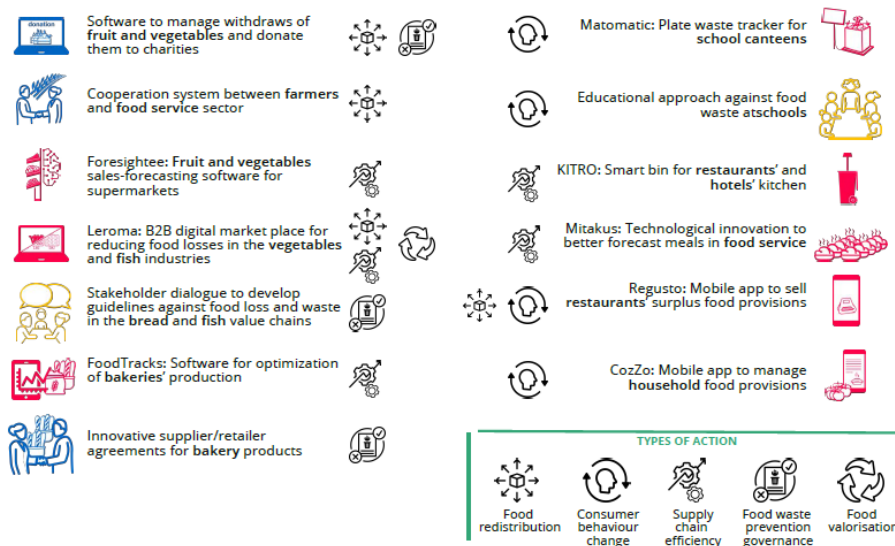 donation
Software to manage withdraws of
fruit and vegetables and donate
them to charities
Cooperation system between farmers
and food service sector
Foresightee: Fruit and vegetables
sales-forecasting software for
supermarkets
Leroma: B2B digital market place for
reducing food losses in the vegetables
and fish industries
Stakeholder dialogue to develop
guidelines against food loss and waste
in the bread and fish value chains
FoodTracks: Software for optimization
of bakeries' production
Innovative supplier/retailer
agreements for bakery products
Matomatic: Plate waste tracker for
school canteens
Educational approach against food
waste atschools
KITRO: Smart bin for restaurants' and
hotels' kitchen
Mitakus: Technological innovation to
better forecast meals in food service
Regusto: Mobile app to sell
restaurants' surplus food provisions
CozZo: Mobile app to manage
household food provisions
TYPES OF ACTION
Food
redistribution
Consumer
behaviour
change
Supply
chain
efficiency
Food waste
prevention
governance
Food
valorisation